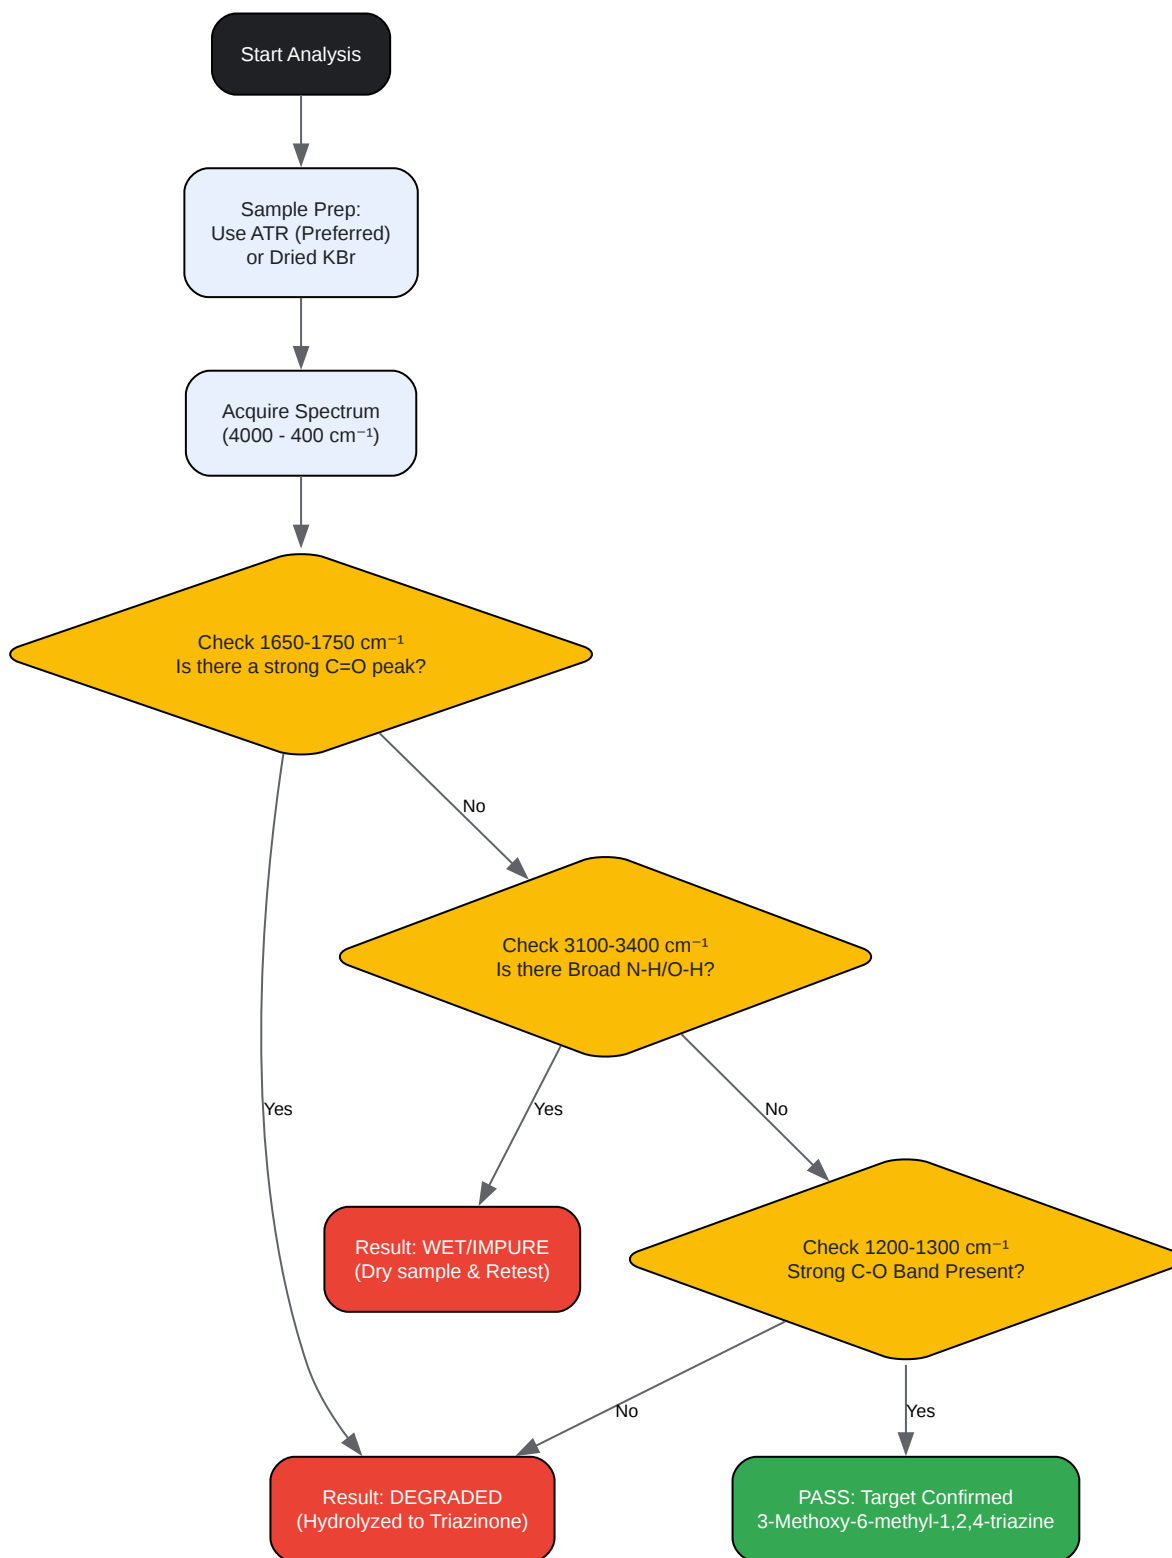 Start Analysis
Sample Prep:
Use ATR (Preferred)
or Dried KBr
Acquire Spectrum
(4000 - 400 cm⁻¹)
Check 1650-1750 cm⁻¹
Is there a strong C=O peak?
No
Check 3100-3400 cm⁻¹
Is there Broad N-H/O-H?
Yes
Yes
No
Result: WET/IMPURE
(Dry sample & Retest)
Check 1200-1300 cm⁻¹
Strong C-O Band Present?
No
Yes
Result: DEGRADED
(Hydrolyzed to Triazinone)
PASS: Target Confirmed
3-Methoxy-6-methyl-1,2,4-triazine